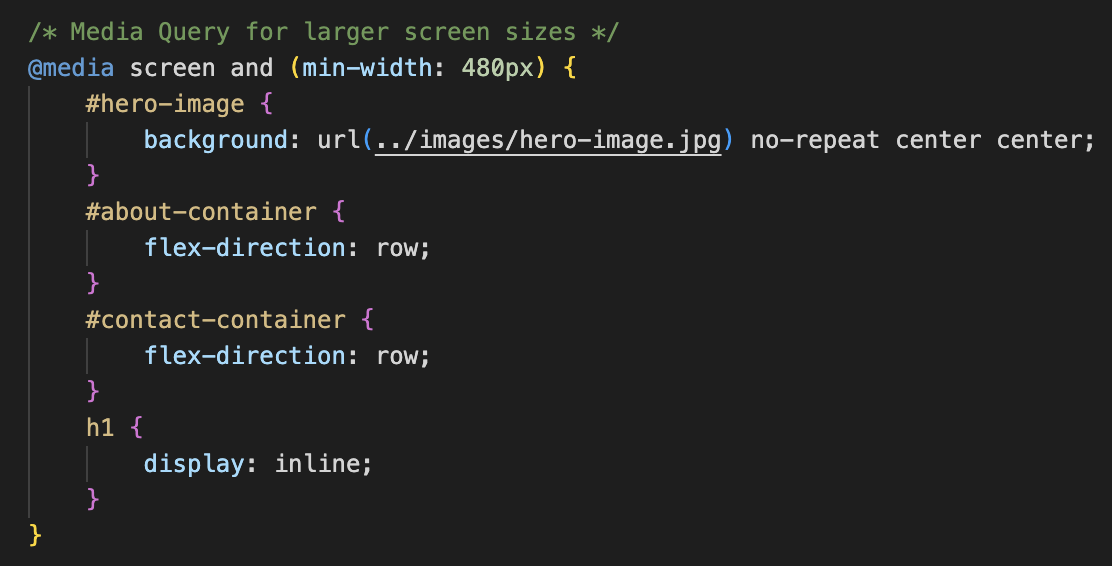 /* Media Query for larger screen sizes */
@media screen and (min-width: 480px) {
    #hero-image {
        background: url(../images/hero-image.jpg) no-repeat center center;
    }
    #about-container {
        flex-direction: row;
    }
    #contact-container {
        flex-direction: row;
    }
    h1 {
        display: inline;
    }
}